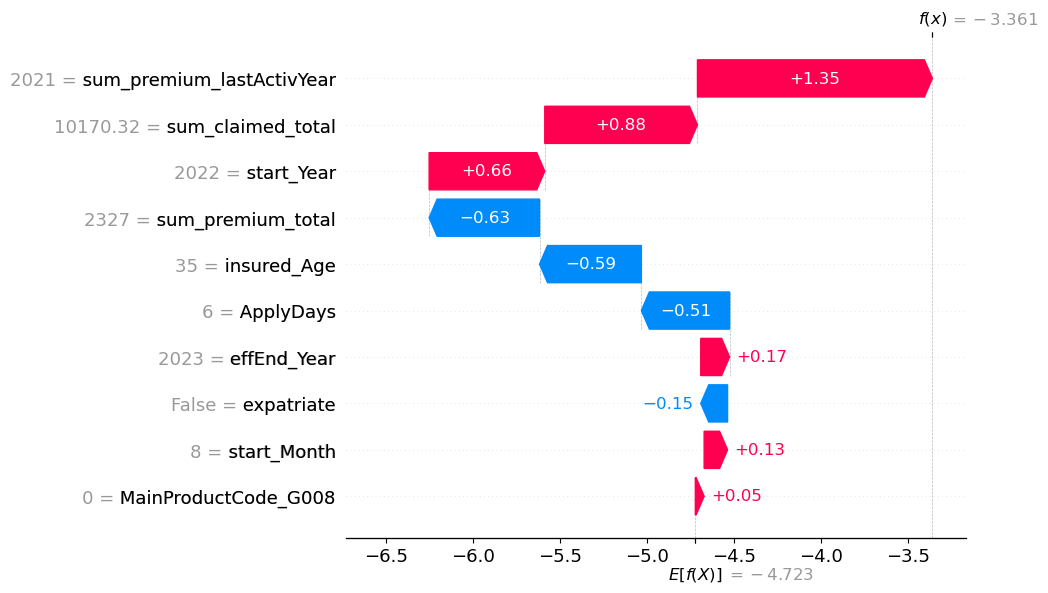 f(x) = −3.361
2021 = sum_premium_lastActivYear
+1.35
10170.32 = sum_claimed_total
+0.88
2022 = start_Year
+0.66
2327 = sum_premium_total
−0.63
35 = insured_Age
−0.59
6 = ApplyDays
−0.51
2023 = effEnd_Year
+0.17
False = expatriate
−0.15
8 = start_Month
+0.13
0 = MainProductCode_G008
+0.05
−6.5 −6.0 −5.5 −5.0 −4.5 −4.0 −3.5
E[f(X)] = −4.723